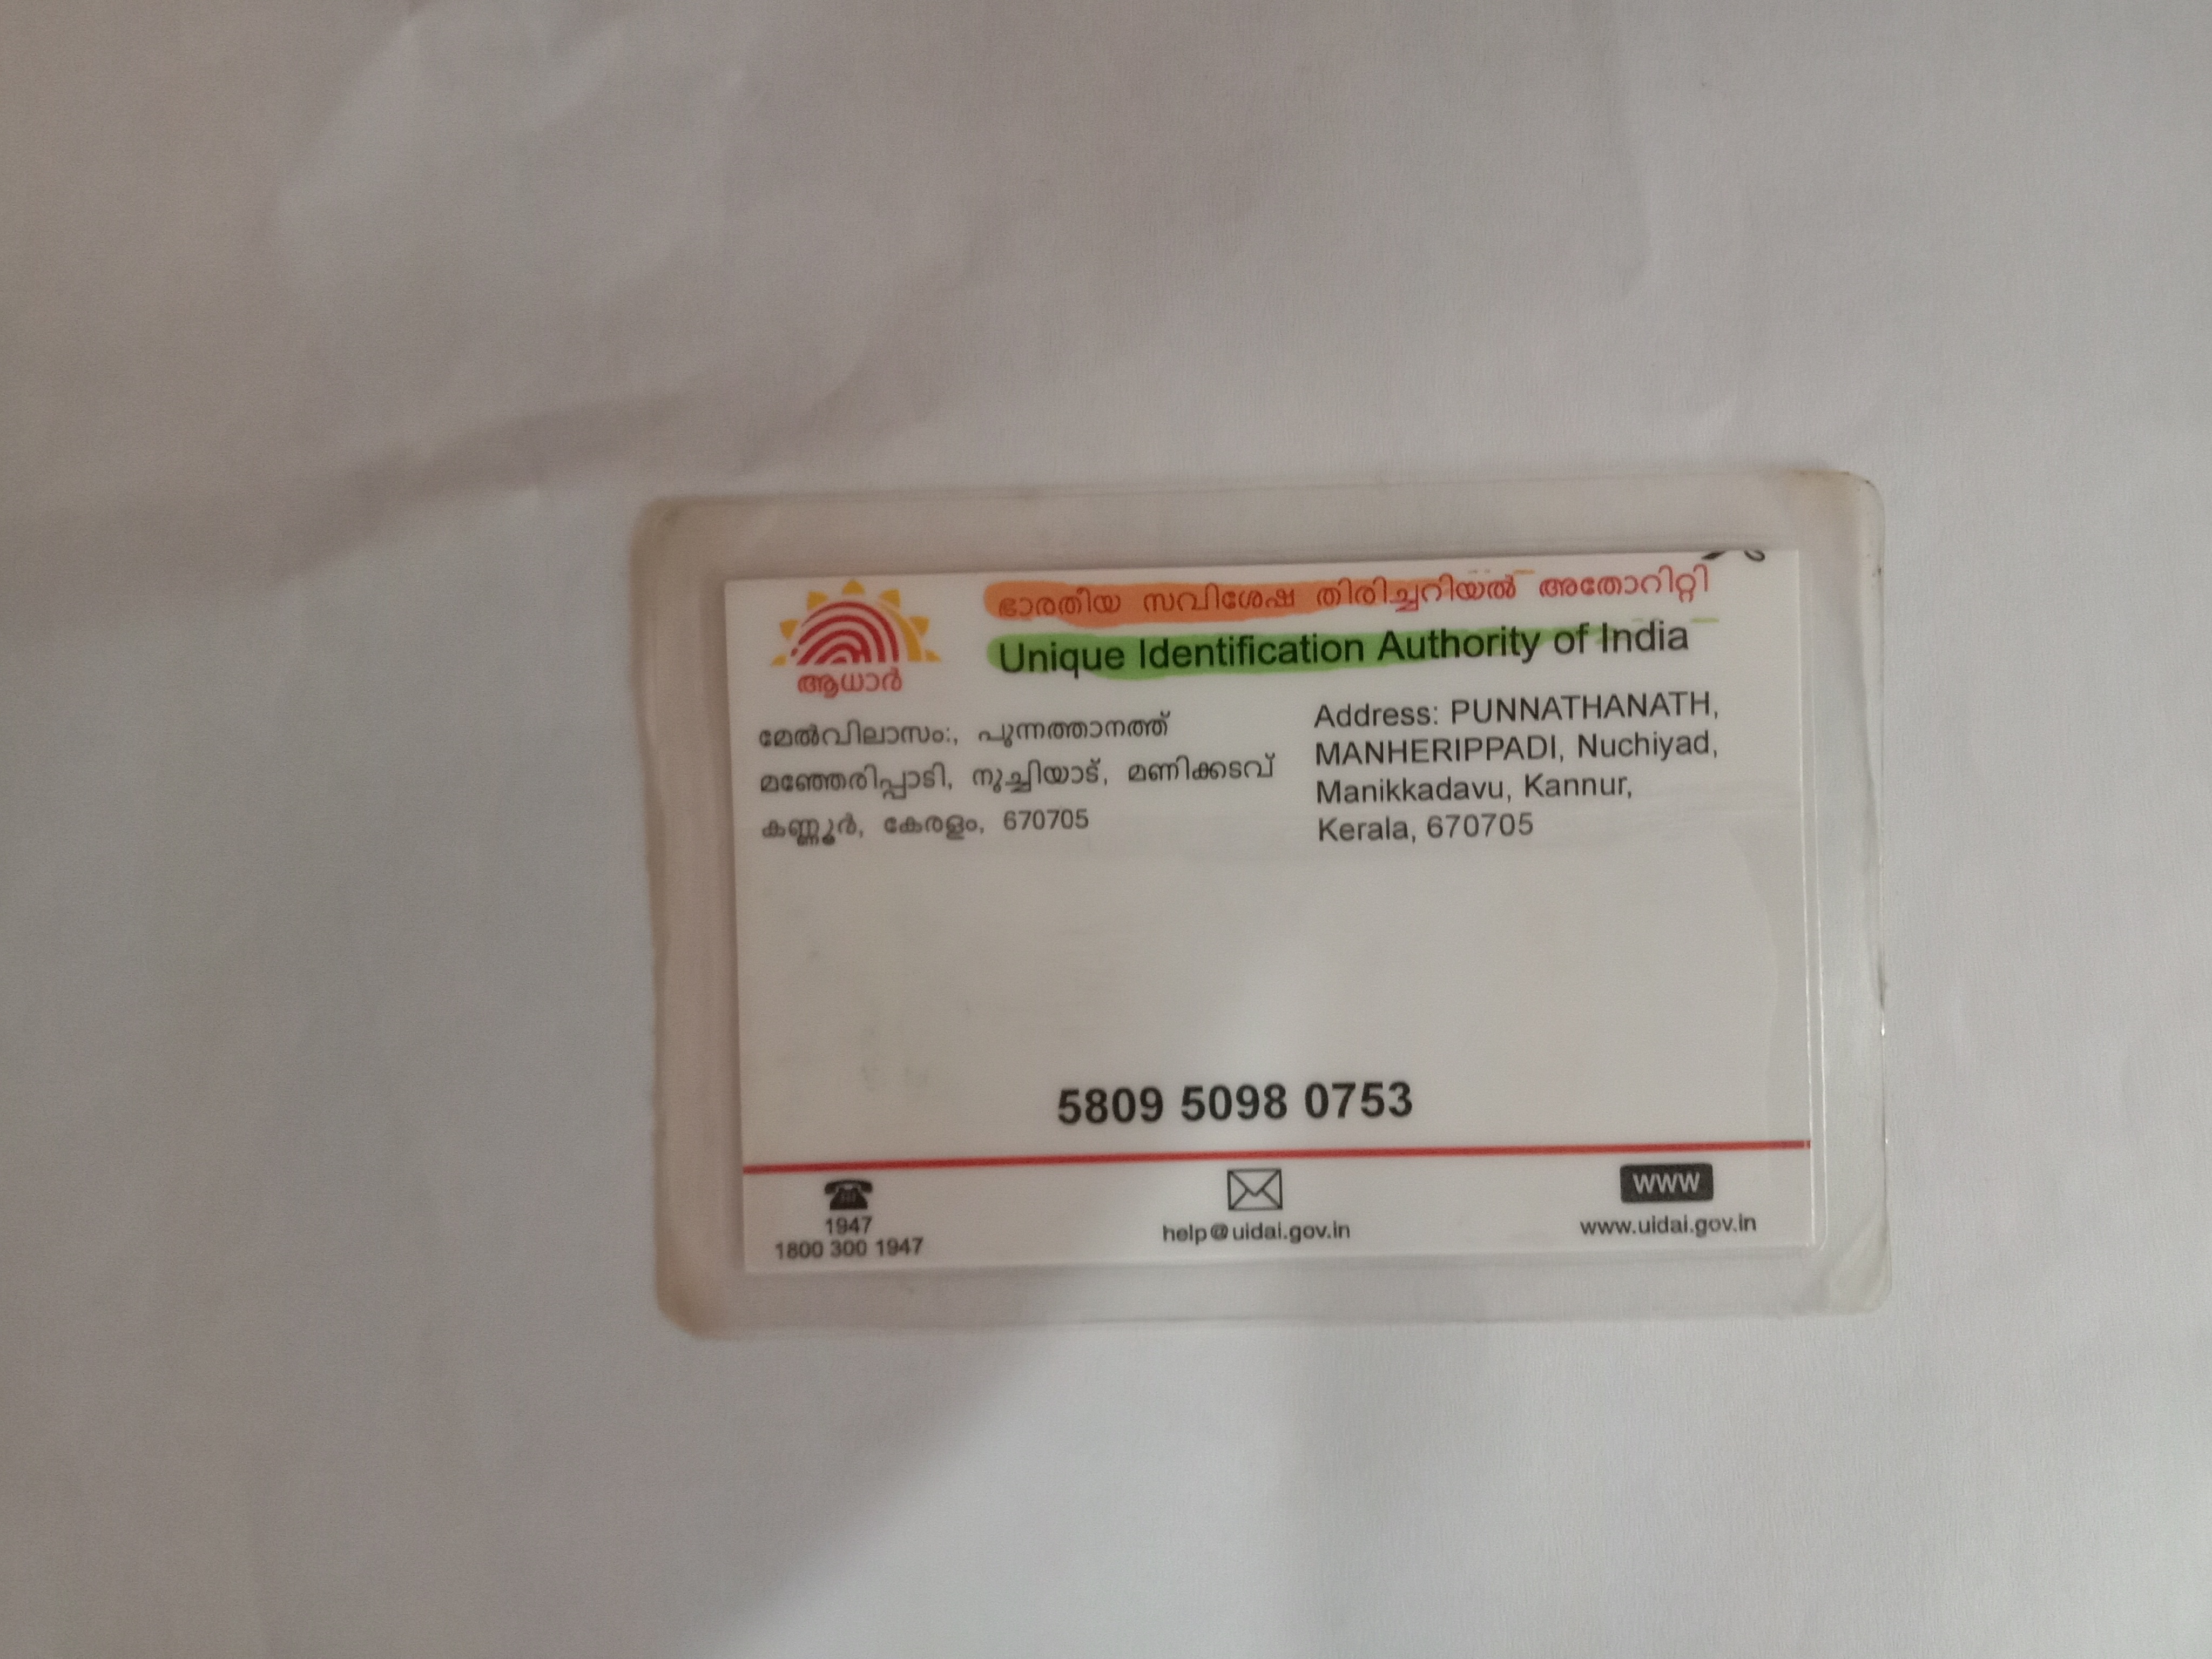 ഭാരതീയ സവിശേഷ തിരിച്ചറിയൽ അതോറിറ്റി
Unique Identification Authority of India
ആധാർ
മേൽവിലാസം:, പുന്നത്താനത്ത്
മഞ്ഞേരിപ്പാടി, നുച്ചിയാട്, മണിക്കടവ്
കണ്ണൂർ, കേരളം, 670705
Address: PUNNATHANATH,
MANHERIPPADI, Nuchiyad,
Manikkadavu, Kannur,
Kerala, 670705
5809 5098 0753
1947
1800 300 1947
help@uidai.gov.in
WWW
www.uidai.gov.in